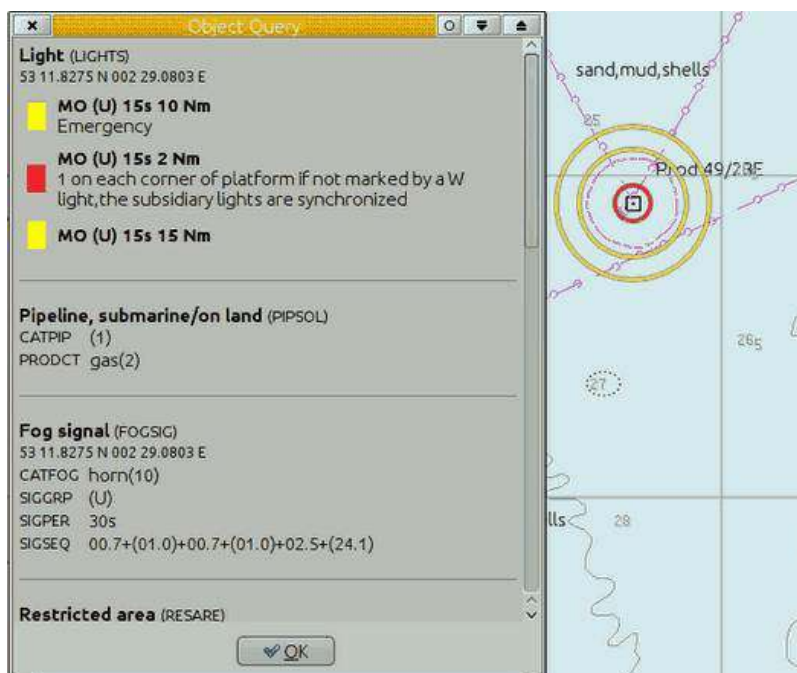 Object Query
Light (LIGHTS)
53 11.8275 N 002 29.0803 E
MO (U) 15s 10 Nm
Emergency
MO (U) 15s 2 Nm
1 on each corner of platform if not marked by a W
light,the subsidiary lights are synchronized
MO (U) 15s 15 Nm
Pipeline, submarine/on land (PIPSOL)
CATPIP (1)
PRODCT gas(2)
Fog signal (FOGSIG)
53 11.8275 N 002 29.0803 E
CATFOG horn(10)
SIGGRP (U)
SIGPER 30s
SIGSEQ 00.7+(01.0)+00.7+(01.0)+02.5+(24.1)
Restricted area (RESARE)
OK
sand,mud,shells
25
Prod
265
27
lls
28